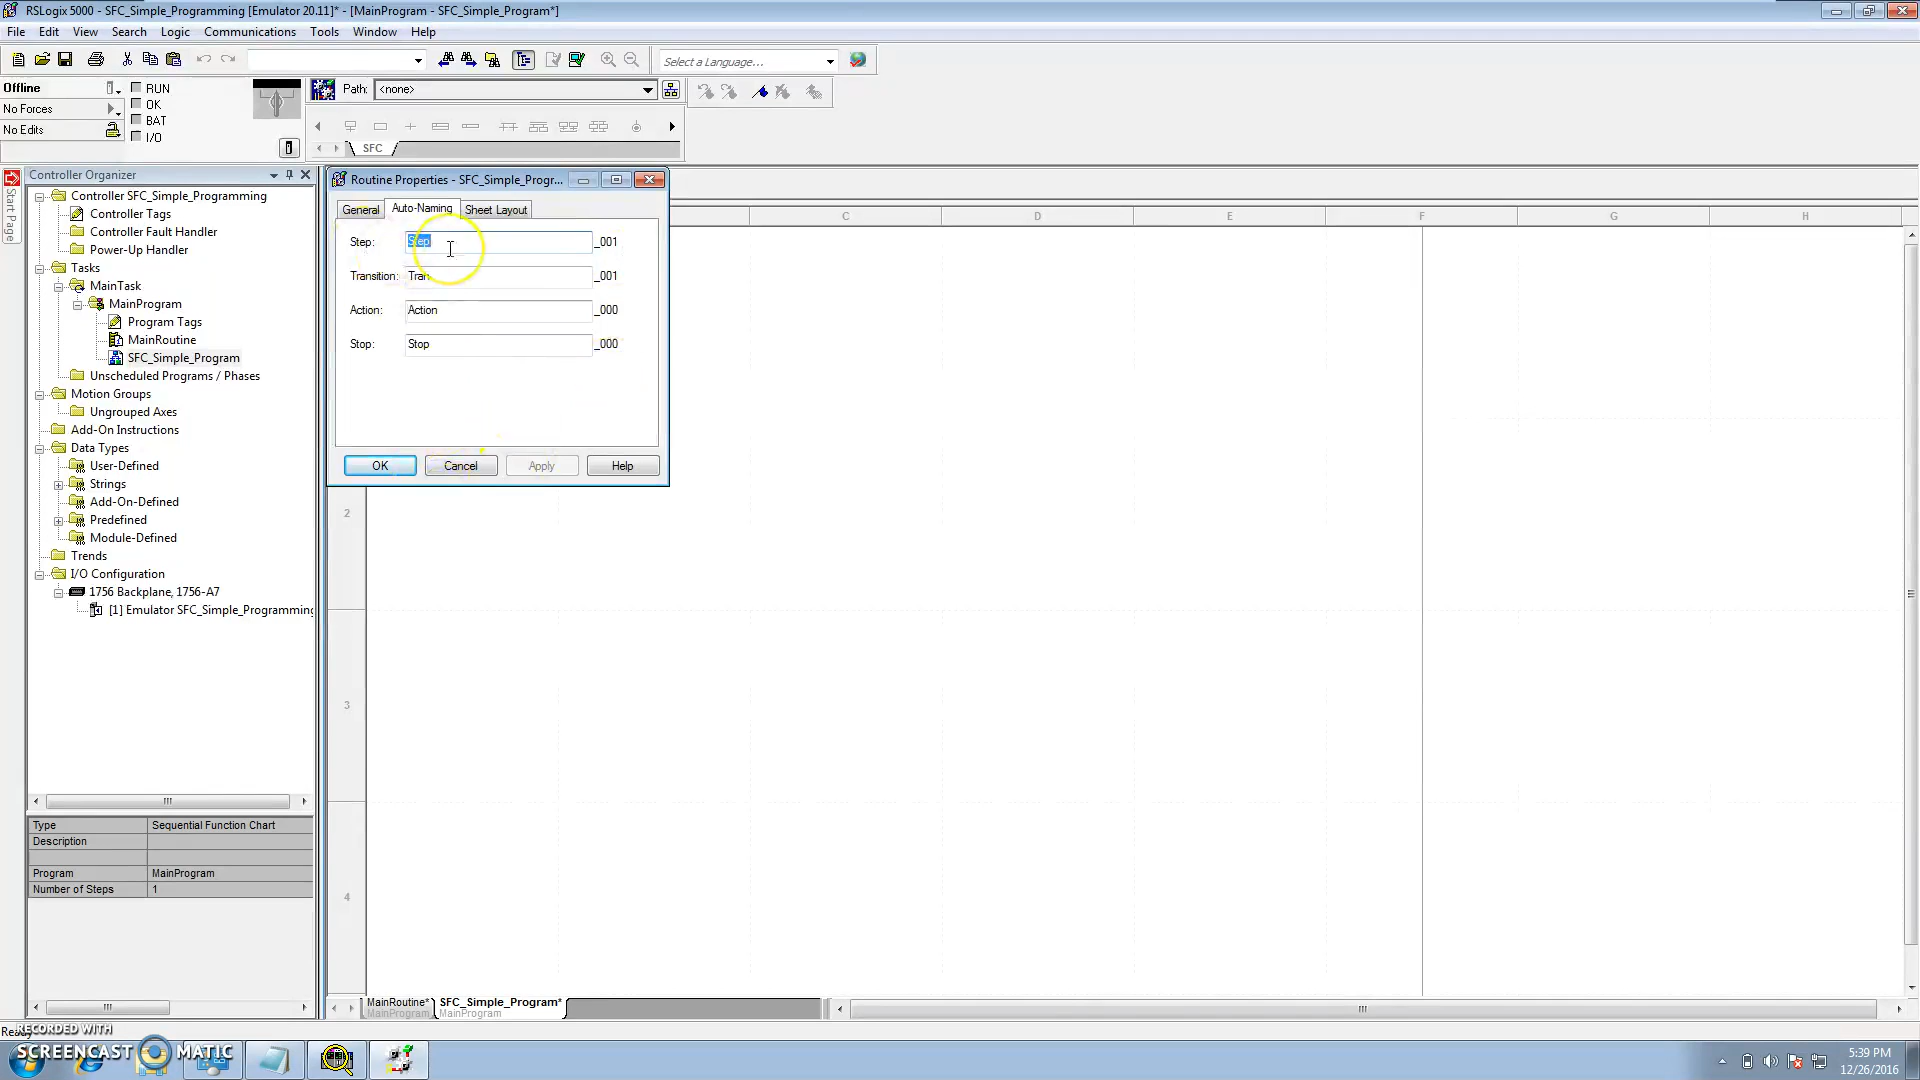 RSLogix 5000 - SFC_Simple_Programming [Emulator 20.11]* - [MainProgram - SFC_Simple_Program*]
File Edit View Search Logic Communications Tools Window Help
Select a Language...
Offline
RUN
No Forces
OK
No Edits
BAT
I/O
Path: <none>
SFC
Start Page
Controller Organizer
Controller SFC_Simple_Programming
Controller Tags
Controller Fault Handler
Power-Up Handler
Tasks
MainTask
MainProgram
Program Tags
MainRoutine
SFC_Simple_Program
Unscheduled Programs / Phases
Motion Groups
Ungrouped Axes
Add-On Instructions
Data Types
User-Defined
Strings
Add-On-Defined
Predefined
Module-Defined
Trends
I/O Configuration
1756 Backplane, 1756-A7
[1] Emulator SFC_Simple_Programming
Type Sequential Function Chart
Description
Program MainProgram
Number of Steps 1
Routine Properties - SFC_Simple_Progr...
General Auto-Naming Sheet Layout
Step: Step _001
Transition: Tran _001
Action: Action _000
Stop: Stop _000
OK Cancel Apply Help
C D E F G H
2
3
4
MainRoutine* SFC_Simple_Program*
MainProgram MainProgram
Ready
RECORDED WITH
SCREENCAST MATIC
5:39 PM
12/26/2016